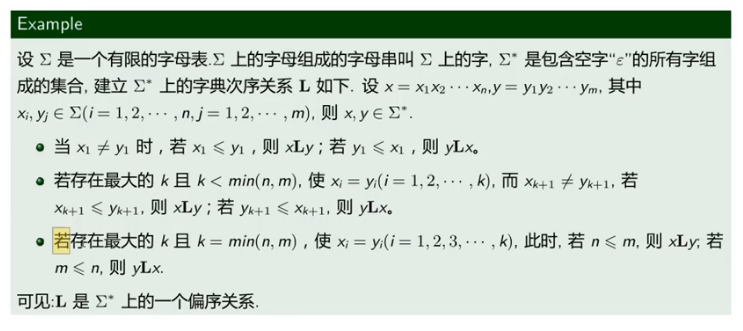 Example
设 Σ 是一个有限的字母表.Σ 上的字母组成的字母串叫 Σ 上的字, Σ* 是包含空字“ε”的所有字组
成的集合, 建立 Σ* 上的字典次序关系 L 如下. 设 x = x₁x₂⋯xₙ,y = y₁y₂⋯yₘ, 其中
xᵢ, yⱼ ∈ Σ(i = 1, 2, ⋯ , n, j = 1, 2, ⋯ , m), 则 x, y ∈ Σ*.
• 当 x₁ ≠ y₁ 时，若 x₁ ⩽ y₁，则 xLy；若 y₁ ⩽ x₁，则 yLx。
• 若存在最大的 k 且 k < min(n, m), 使 xᵢ = yᵢ(i = 1, 2, ⋯ , k), 而 xₖ₊₁ ≠ yₖ₊₁, 若
xₖ₊₁ ⩽ yₖ₊₁, 则 xLy；若 yₖ₊₁ ⩽ xₖ₊₁, 则 yLx。
• 若存在最大的 k 且 k = min(n, m)，使 xᵢ = yᵢ(i = 1, 2, 3, ⋯ , k), 此时, 若 n ⩽ m, 则 xLy; 若
m ⩽ n, 则 yLx.
可见:L 是 Σ* 上的一个偏序关系.